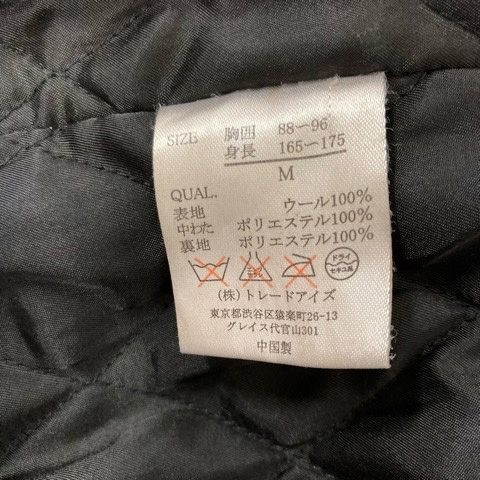 SIZE 胸囲 88〜96
身長 165〜175
M
QUAL.
表地 ウール100%
中わた ポリエステル100%
裏地 ポリエステル100%
ドライ
セキユ系
(株)トレードアイズ
東京都渋谷区猿楽町26-13
グレイス代官山301
中国製